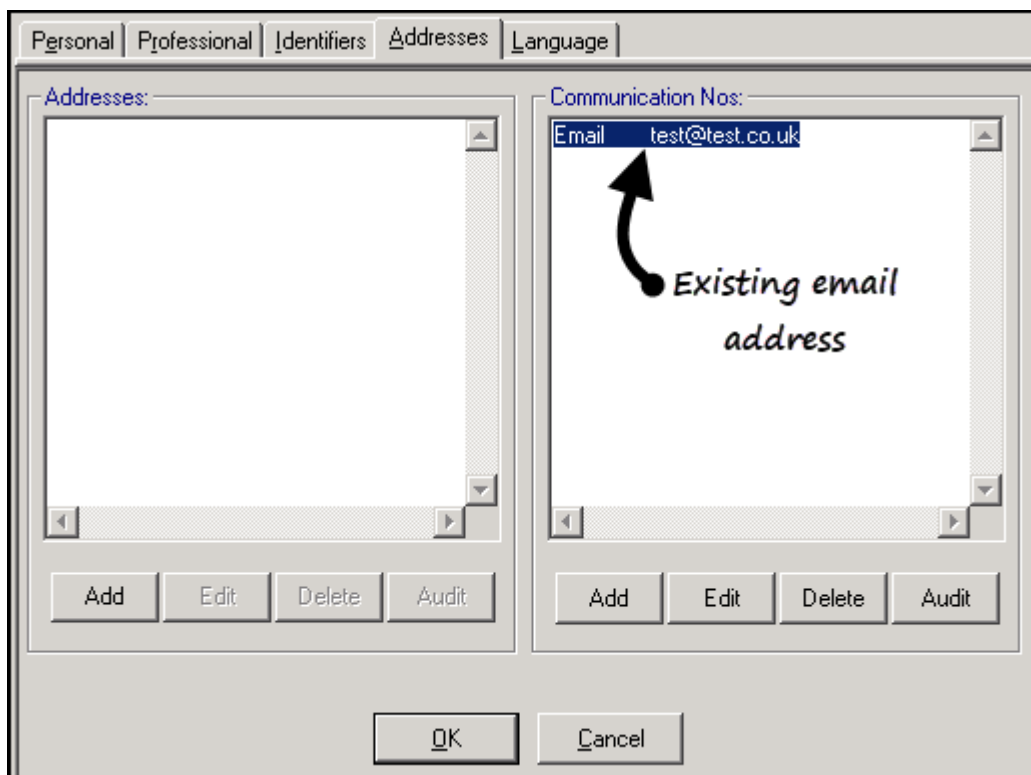 Personal Professional Identifiers Addresses Language
Addresses:
Communication Nos:
Email test@test.co.uk
Existing email
address
Add Edit Delete Audit
Add Edit Delete Audit
OK Cancel